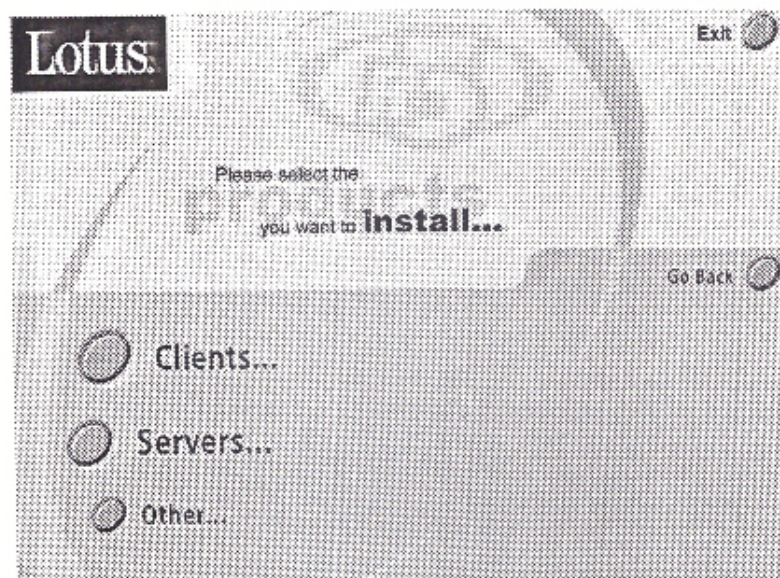 Lotus.
Exit
Please select the
products
you want to install...
Go Back
Clients...
Servers...
Other...